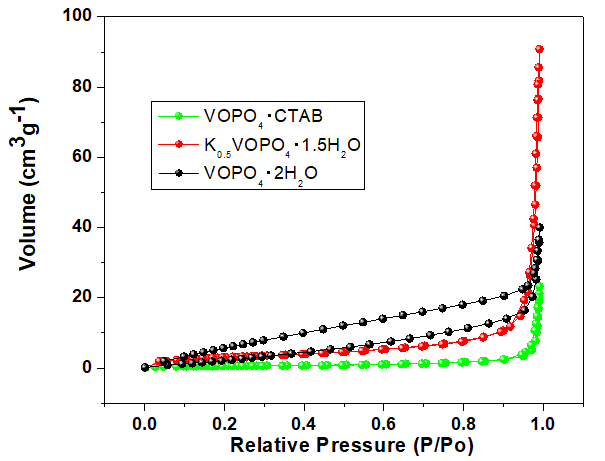 100
80
60
40
20
0
Volume (cm³g⁻¹)
VOPO₄·CTAB
K₀.₅VOPO₄·1.5H₂O
VOPO₄·2H₂O
0.0 0.2 0.4 0.6 0.8 1.0
Relative Pressure (P/Po)